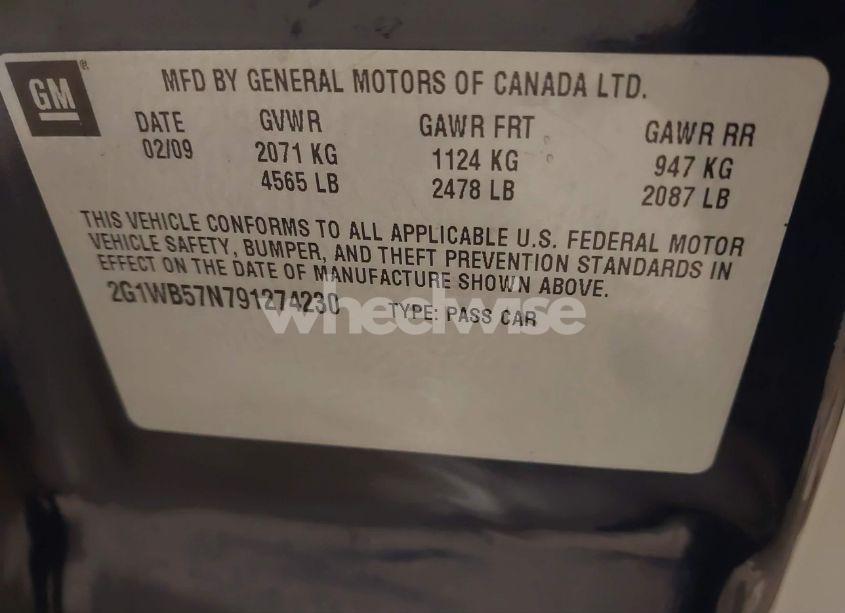 GM®
MFD BY GENERAL MOTORS OF CANADA LTD.
DATE GVWR GAWR FRT GAWR RR
02/09 2071 KG 1124 KG 947 KG
4565 LB 2478 LB 2087 LB
THIS VEHICLE CONFORMS TO ALL APPLICABLE U.S. FEDERAL MOTOR
VEHICLE SAFETY, BUMPER, AND THEFT PREVENTION STANDARDS IN
EFFECT ON THE DATE OF MANUFACTURE SHOWN ABOVE.
2G1WB57N791274230 TYPE: PASS CAR
wheelwise